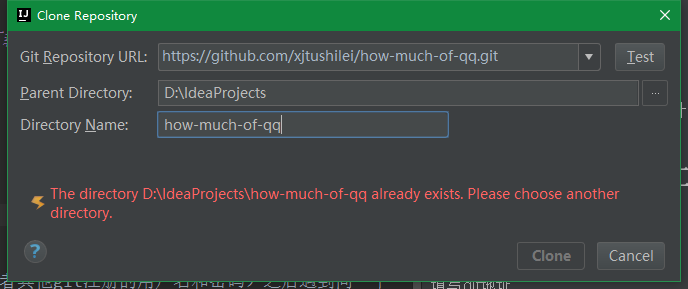 Clone Repository
Git Repository URL: https://github.com/xjtushilei/how-much-of-qq.git Test
Parent Directory: D:\IdeaProjects ...
Directory Name: how-much-of-qq
The directory D:\IdeaProjects\how-much-of-qq already exists. Please choose another
directory.
? Clone Cancel